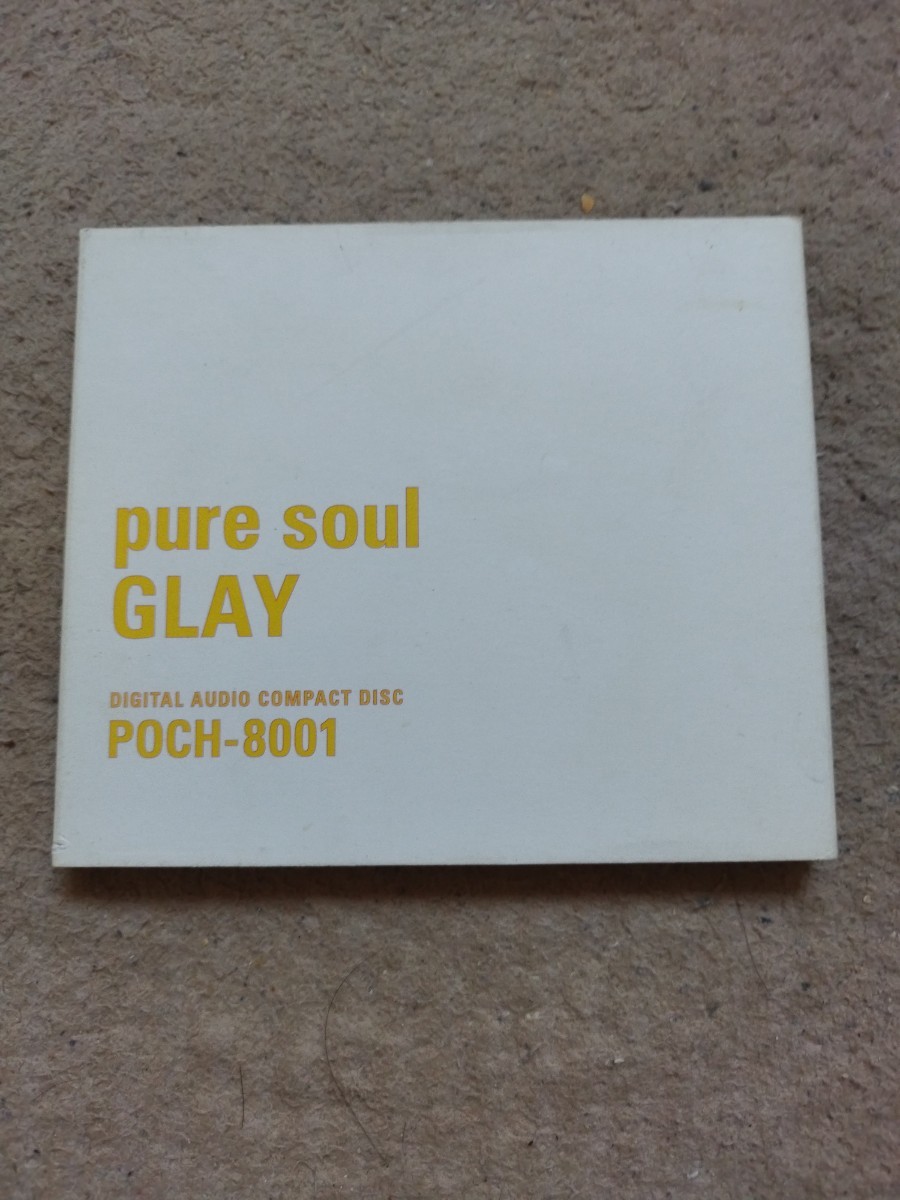 pure soul
GLAY
DIGITAL AUDIO COMPACT DISC
POCH-8001